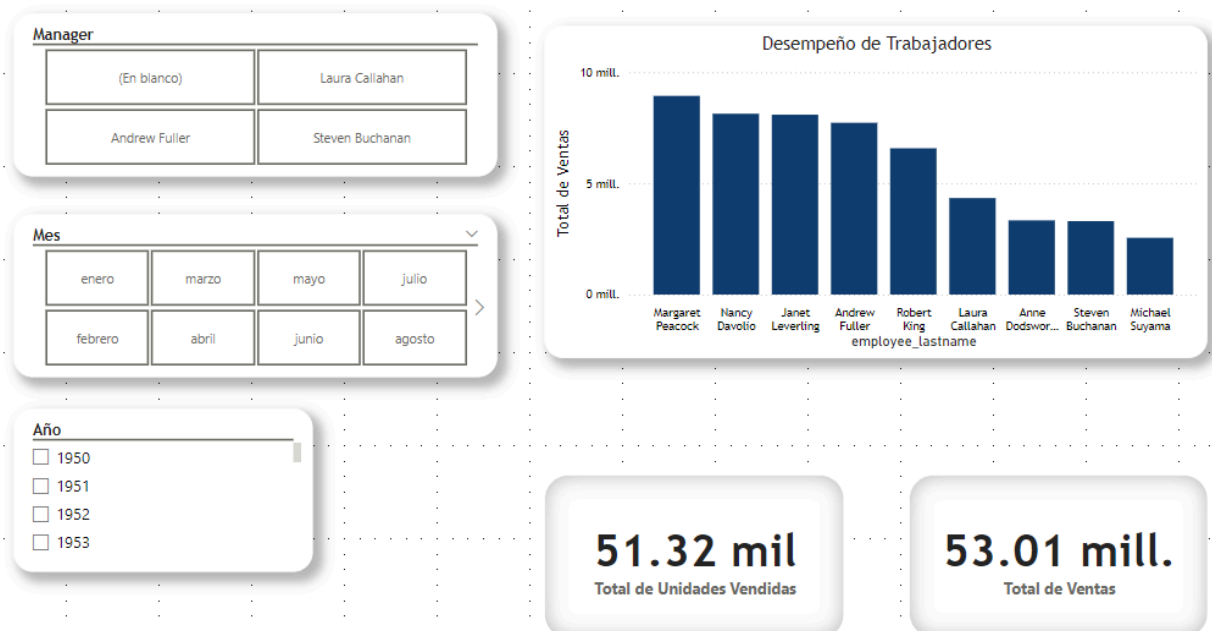 Manager
(En blanco)
Laura Callahan
Andrew Fuller
Steven Buchanan
Mes
enero
marzo
mayo
julio
febrero
abril
junio
agosto
Año
1950
1951
1952
1953
Desempeño de Trabajadores
Total de Ventas
10 mill.
5 mill.
0 mill.
Margaret
Peacock
Nancy
Davolio
Janet
Leverling
Andrew
Fuller
Robert
King
Laura
Callahan
Anne
Dodswor...
Steven
Buchanan
Michael
Suyama
employee_lastname
51.32 mil
Total de Unidades Vendidas
53.01 mill.
Total de Ventas